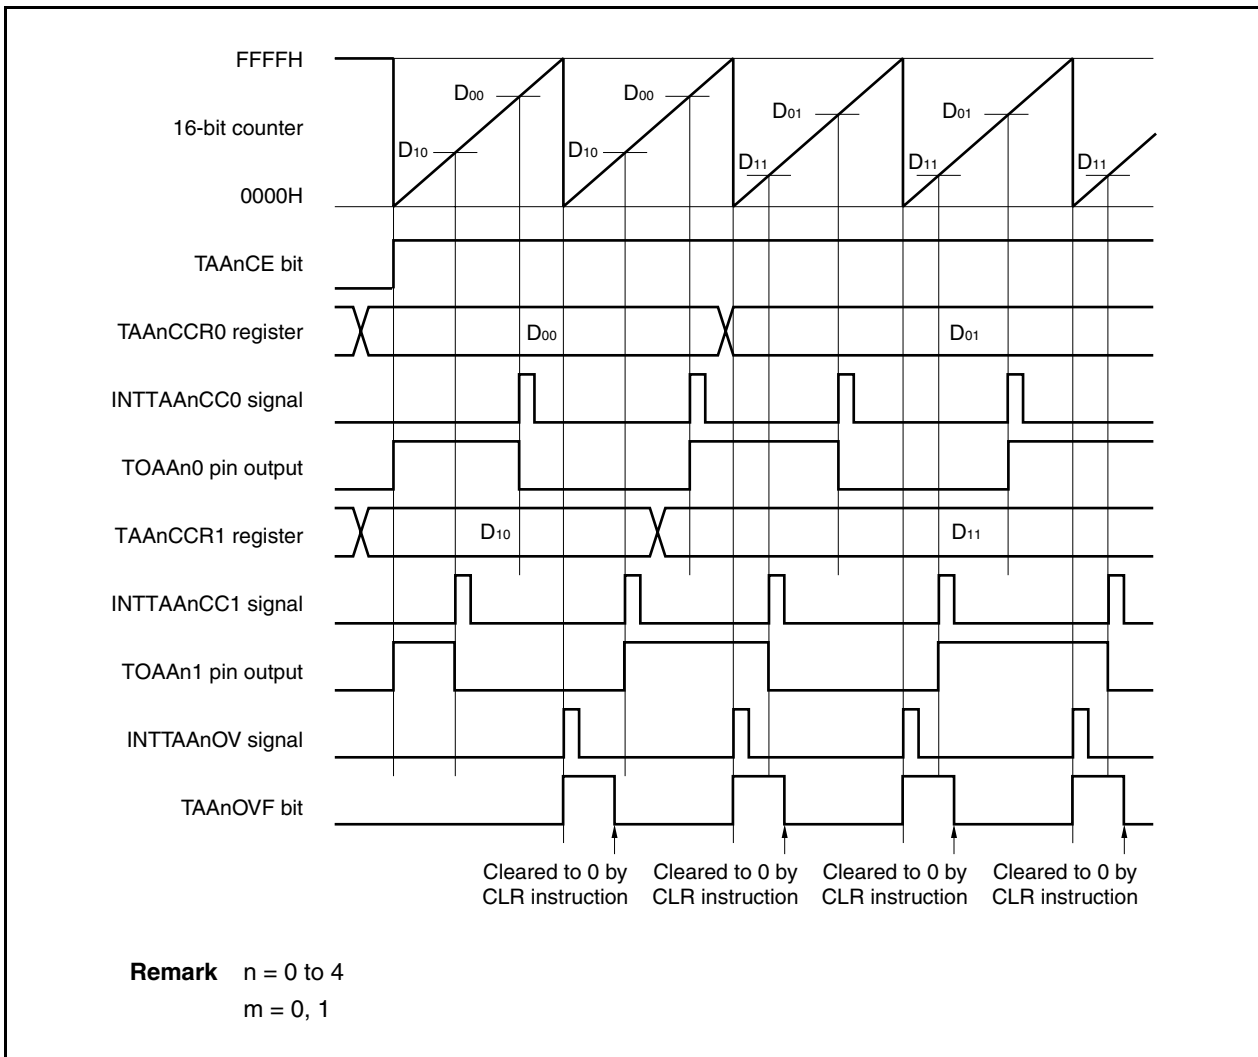 FFFFH
D00
D00
D01
D01
16-bit counter
D10
D10
D11
D11
D11
0000H
TAAnCE bit
TAAnCCR0 register
D00
D01
INTTAAnCC0 signal
TOAAn0 pin output
TAAnCCR1 register
D10
D11
INTTAAnCC1 signal
TOAAn1 pin output
INTTAAnOV signal
TAAnOVF bit
Cleared to 0 by
CLR instruction
Cleared to 0 by
CLR instruction
Cleared to 0 by
CLR instruction
Cleared to 0 by
CLR instruction
Remark n = 0 to 4
m = 0, 1